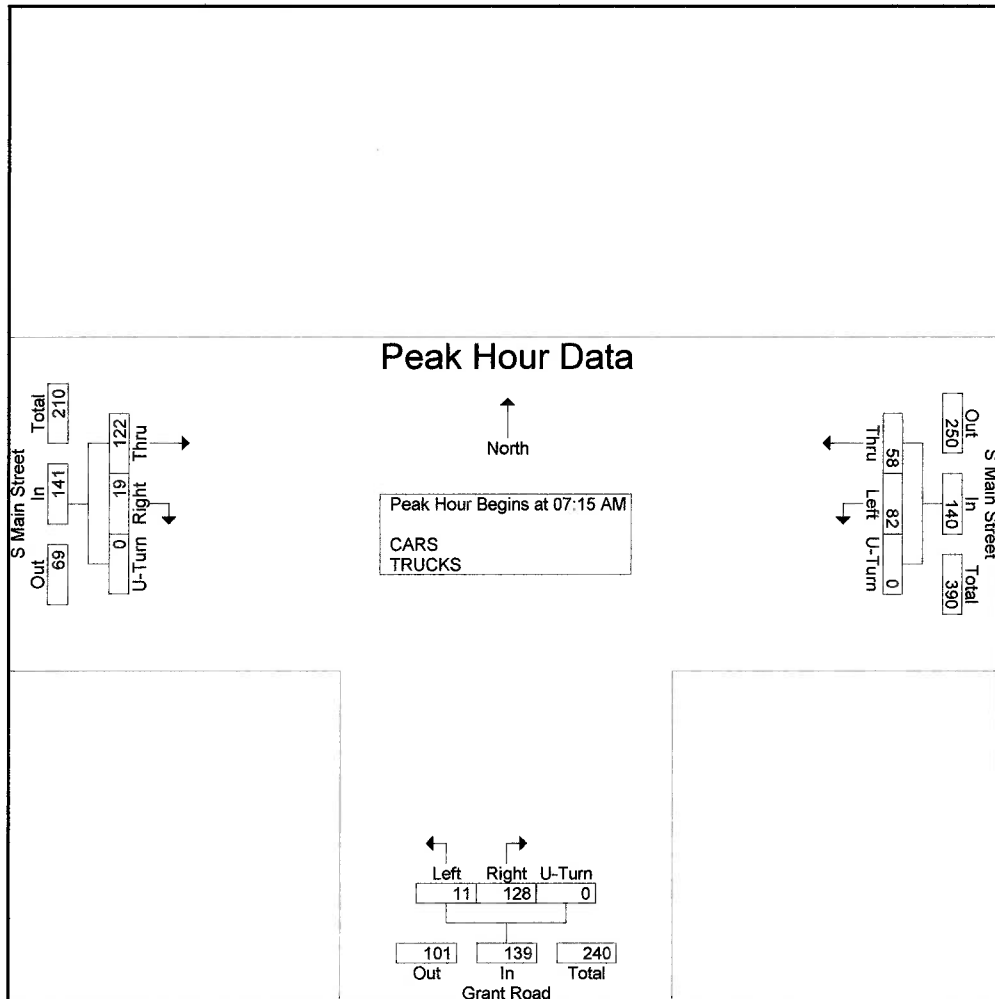 Peak Hour Data
North
Peak Hour Begins at 07:15 AM
CARS
TRUCKS
S Main Street
Total In Out
210 141 69
122 19 0
Thru Right U-Turn
S Main Street
Out In Total
250 140 390
58 82 0
Thru Left U-Turn
Left Right U-Turn
11 128 0
101 139 240
Out In Total
Grant Road